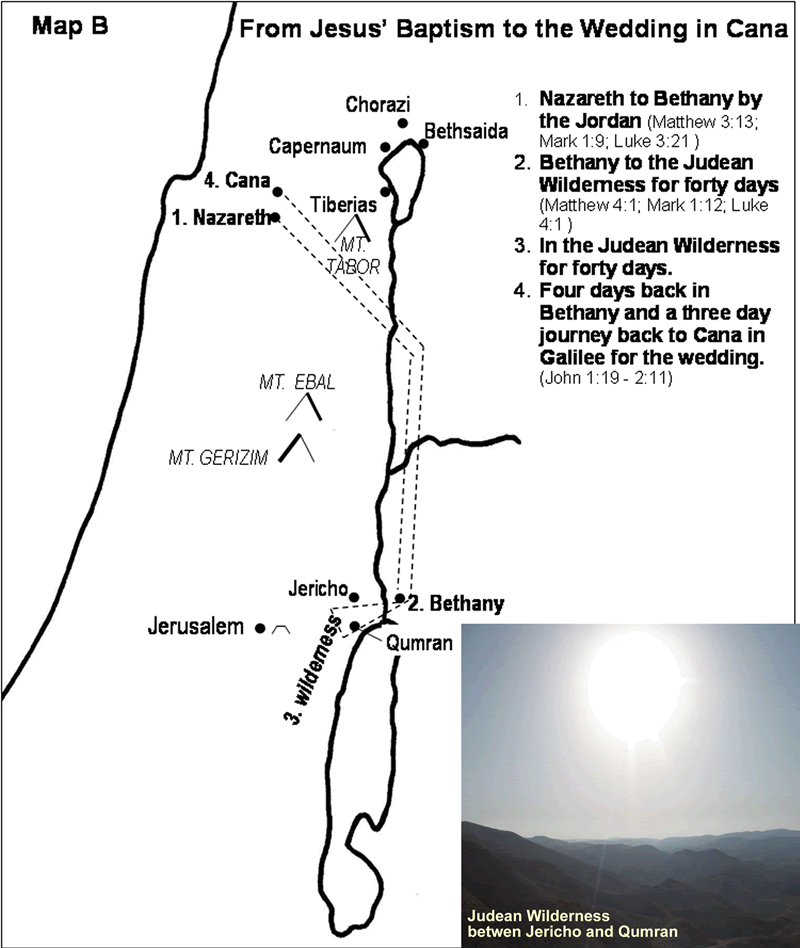 Map B
From Jesus' Baptism to the Wedding in Cana
1. Nazareth to Bethany by
the Jordan (Matthew 3:13;
Mark 1:9; Luke 3:21 )
2. Bethany to the Judean
Wilderness for forty days
(Matthew 4:1; Mark 1:12; Luke
4:1 )
3. In the Judean Wilderness
for forty days.
4. Four days back in
Bethany and a three day
journey back to Cana in
Galilee for the wedding.
(John 1:19 - 2:11)
Chorazi
Bethsaida
Capernaum
4. Cana
Tiberias
1. Nazareth
MT.
TABOR
MT. EBAL
MT. GERIZIM
Jericho
2. Bethany
Jerusalem
Qumran
3. wilderness
Judean Wilderness
betwen Jericho and Qumran